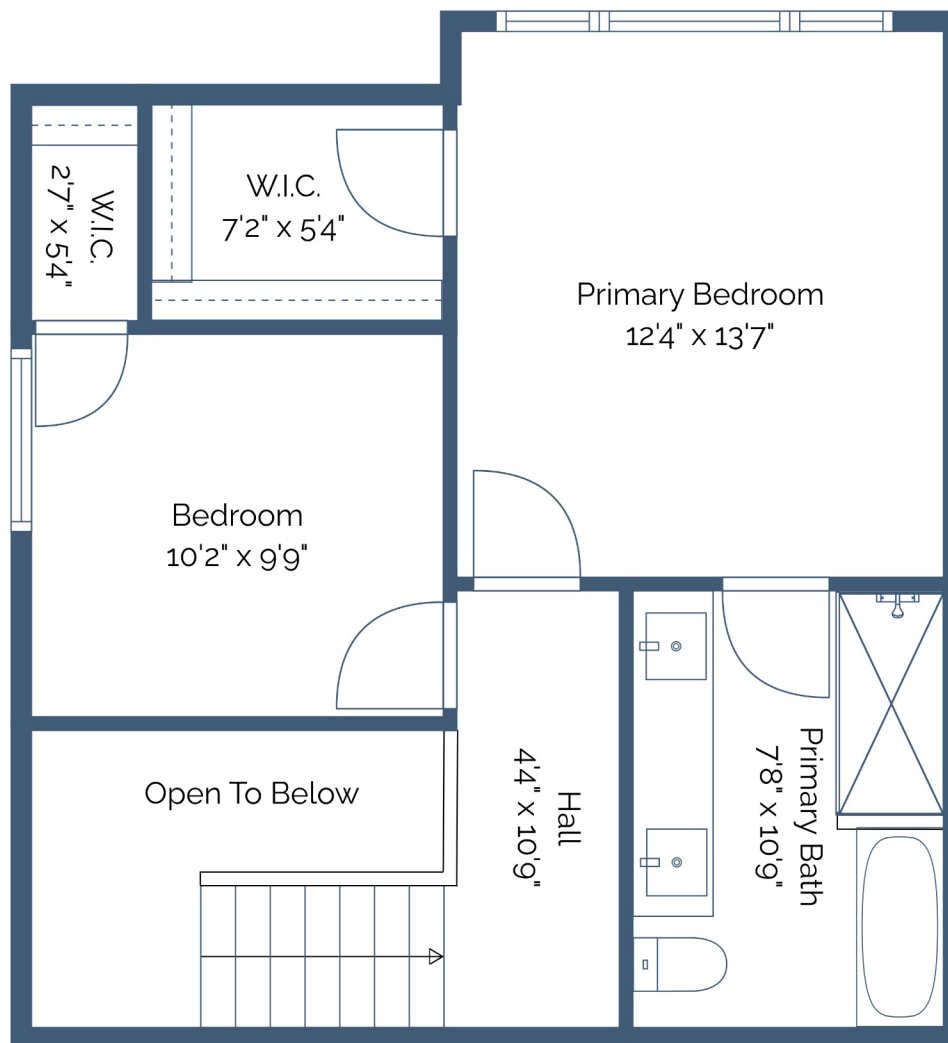 W.I.C.
2'7" x 5'4"
W.I.C.
7'2" x 5'4"
Primary Bedroom
12'4" x 13'7"
Bedroom
10'2" x 9'9"
Open To Below
Hall
4'4" x 10'9"
Primary Bath
7'8" x 10'9"